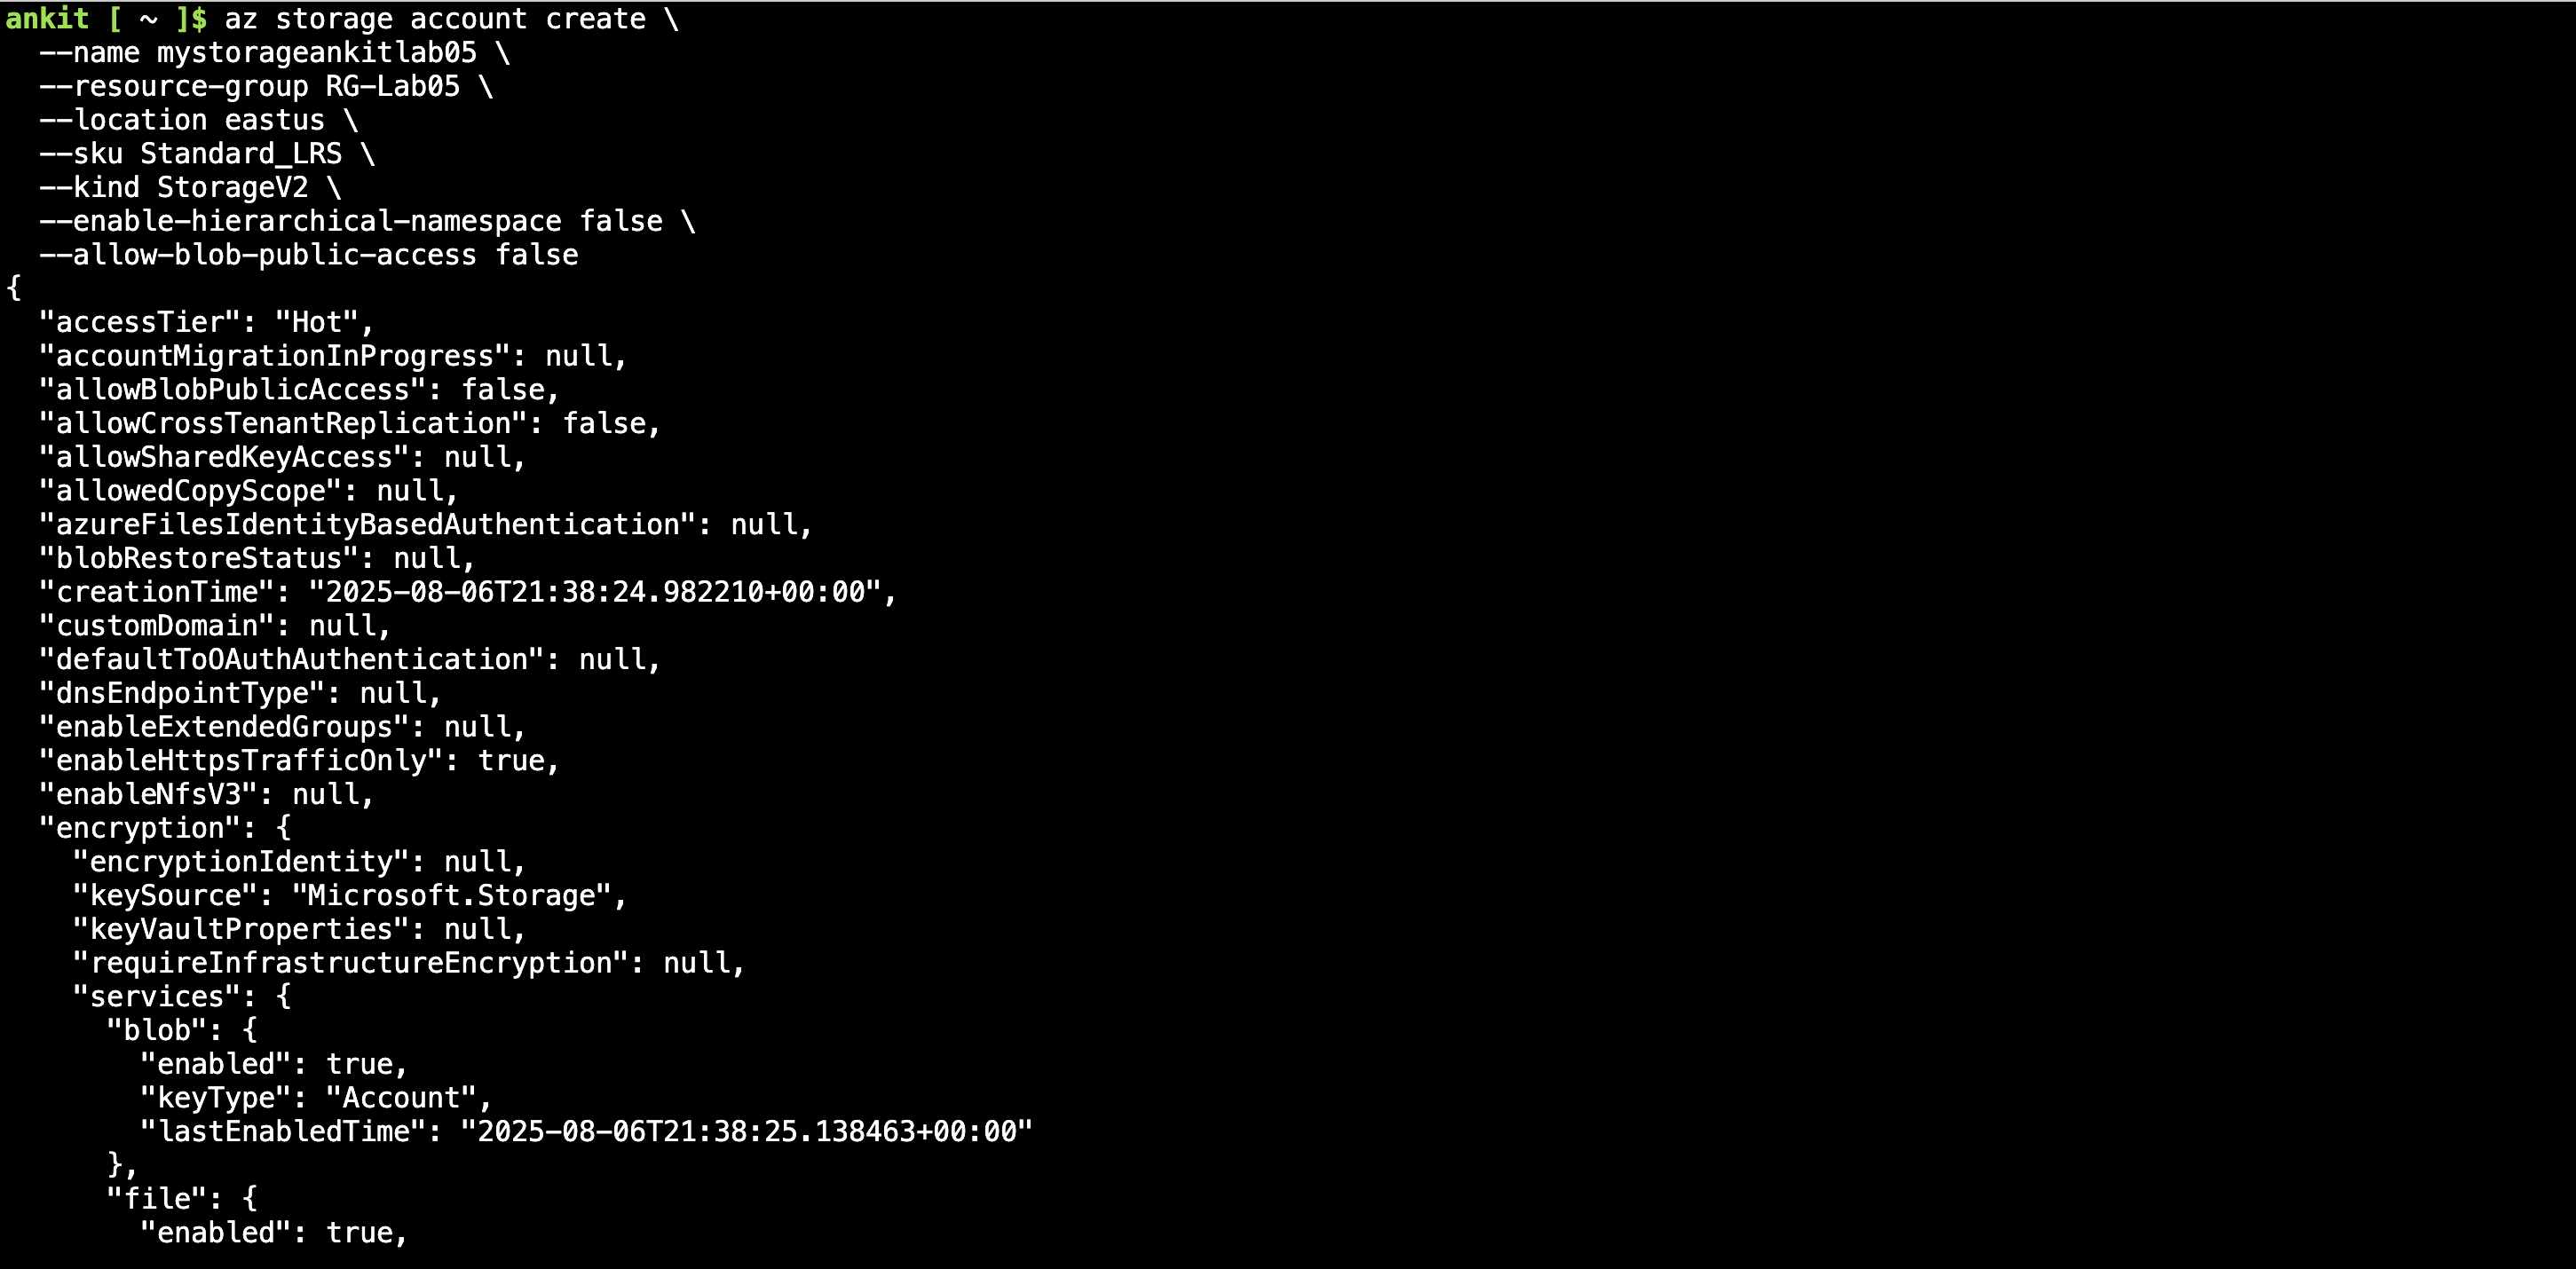 ankit [ ~ ]$ az storage account create \
  --name mystorageankitlab05 \
  --resource-group RG-Lab05 \
  --location eastus \
  --sku Standard_LRS \
  --kind StorageV2 \
  --enable-hierarchical-namespace false \
  --allow-blob-public-access false
{
  "accessTier": "Hot",
  "accountMigrationInProgress": null,
  "allowBlobPublicAccess": false,
  "allowCrossTenantReplication": false,
  "allowSharedKeyAccess": null,
  "allowedCopyScope": null,
  "azureFilesIdentityBasedAuthentication": null,
  "blobRestoreStatus": null,
  "creationTime": "2025-08-06T21:38:24.982210+00:00",
  "customDomain": null,
  "defaultToOAuthAuthentication": null,
  "dnsEndpointType": null,
  "enableExtendedGroups": null,
  "enableHttpsTrafficOnly": true,
  "enableNfsV3": null,
  "encryption": {
    "encryptionIdentity": null,
    "keySource": "Microsoft.Storage",
    "keyVaultProperties": null,
    "requireInfrastructureEncryption": null,
    "services": {
      "blob": {
        "enabled": true,
        "keyType": "Account",
        "lastEnabledTime": "2025-08-06T21:38:25.138463+00:00"
      },
      "file": {
        "enabled": true,